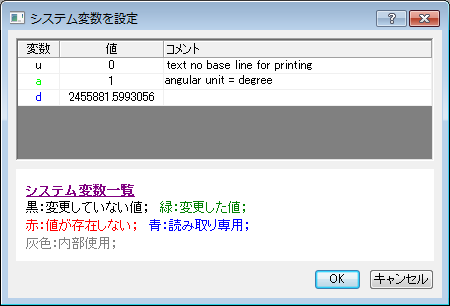 システム変数を設定
変数 値 コメント
u 0 text no base line for printing
a 1 angular unit = degree
d 2455881.5993056
システム変数一覧
黒:変更していない値; 緑:変更した値;
赤:値が存在しない; 青:読み取り専用;
灰色:内部使用;
OK キャンセル